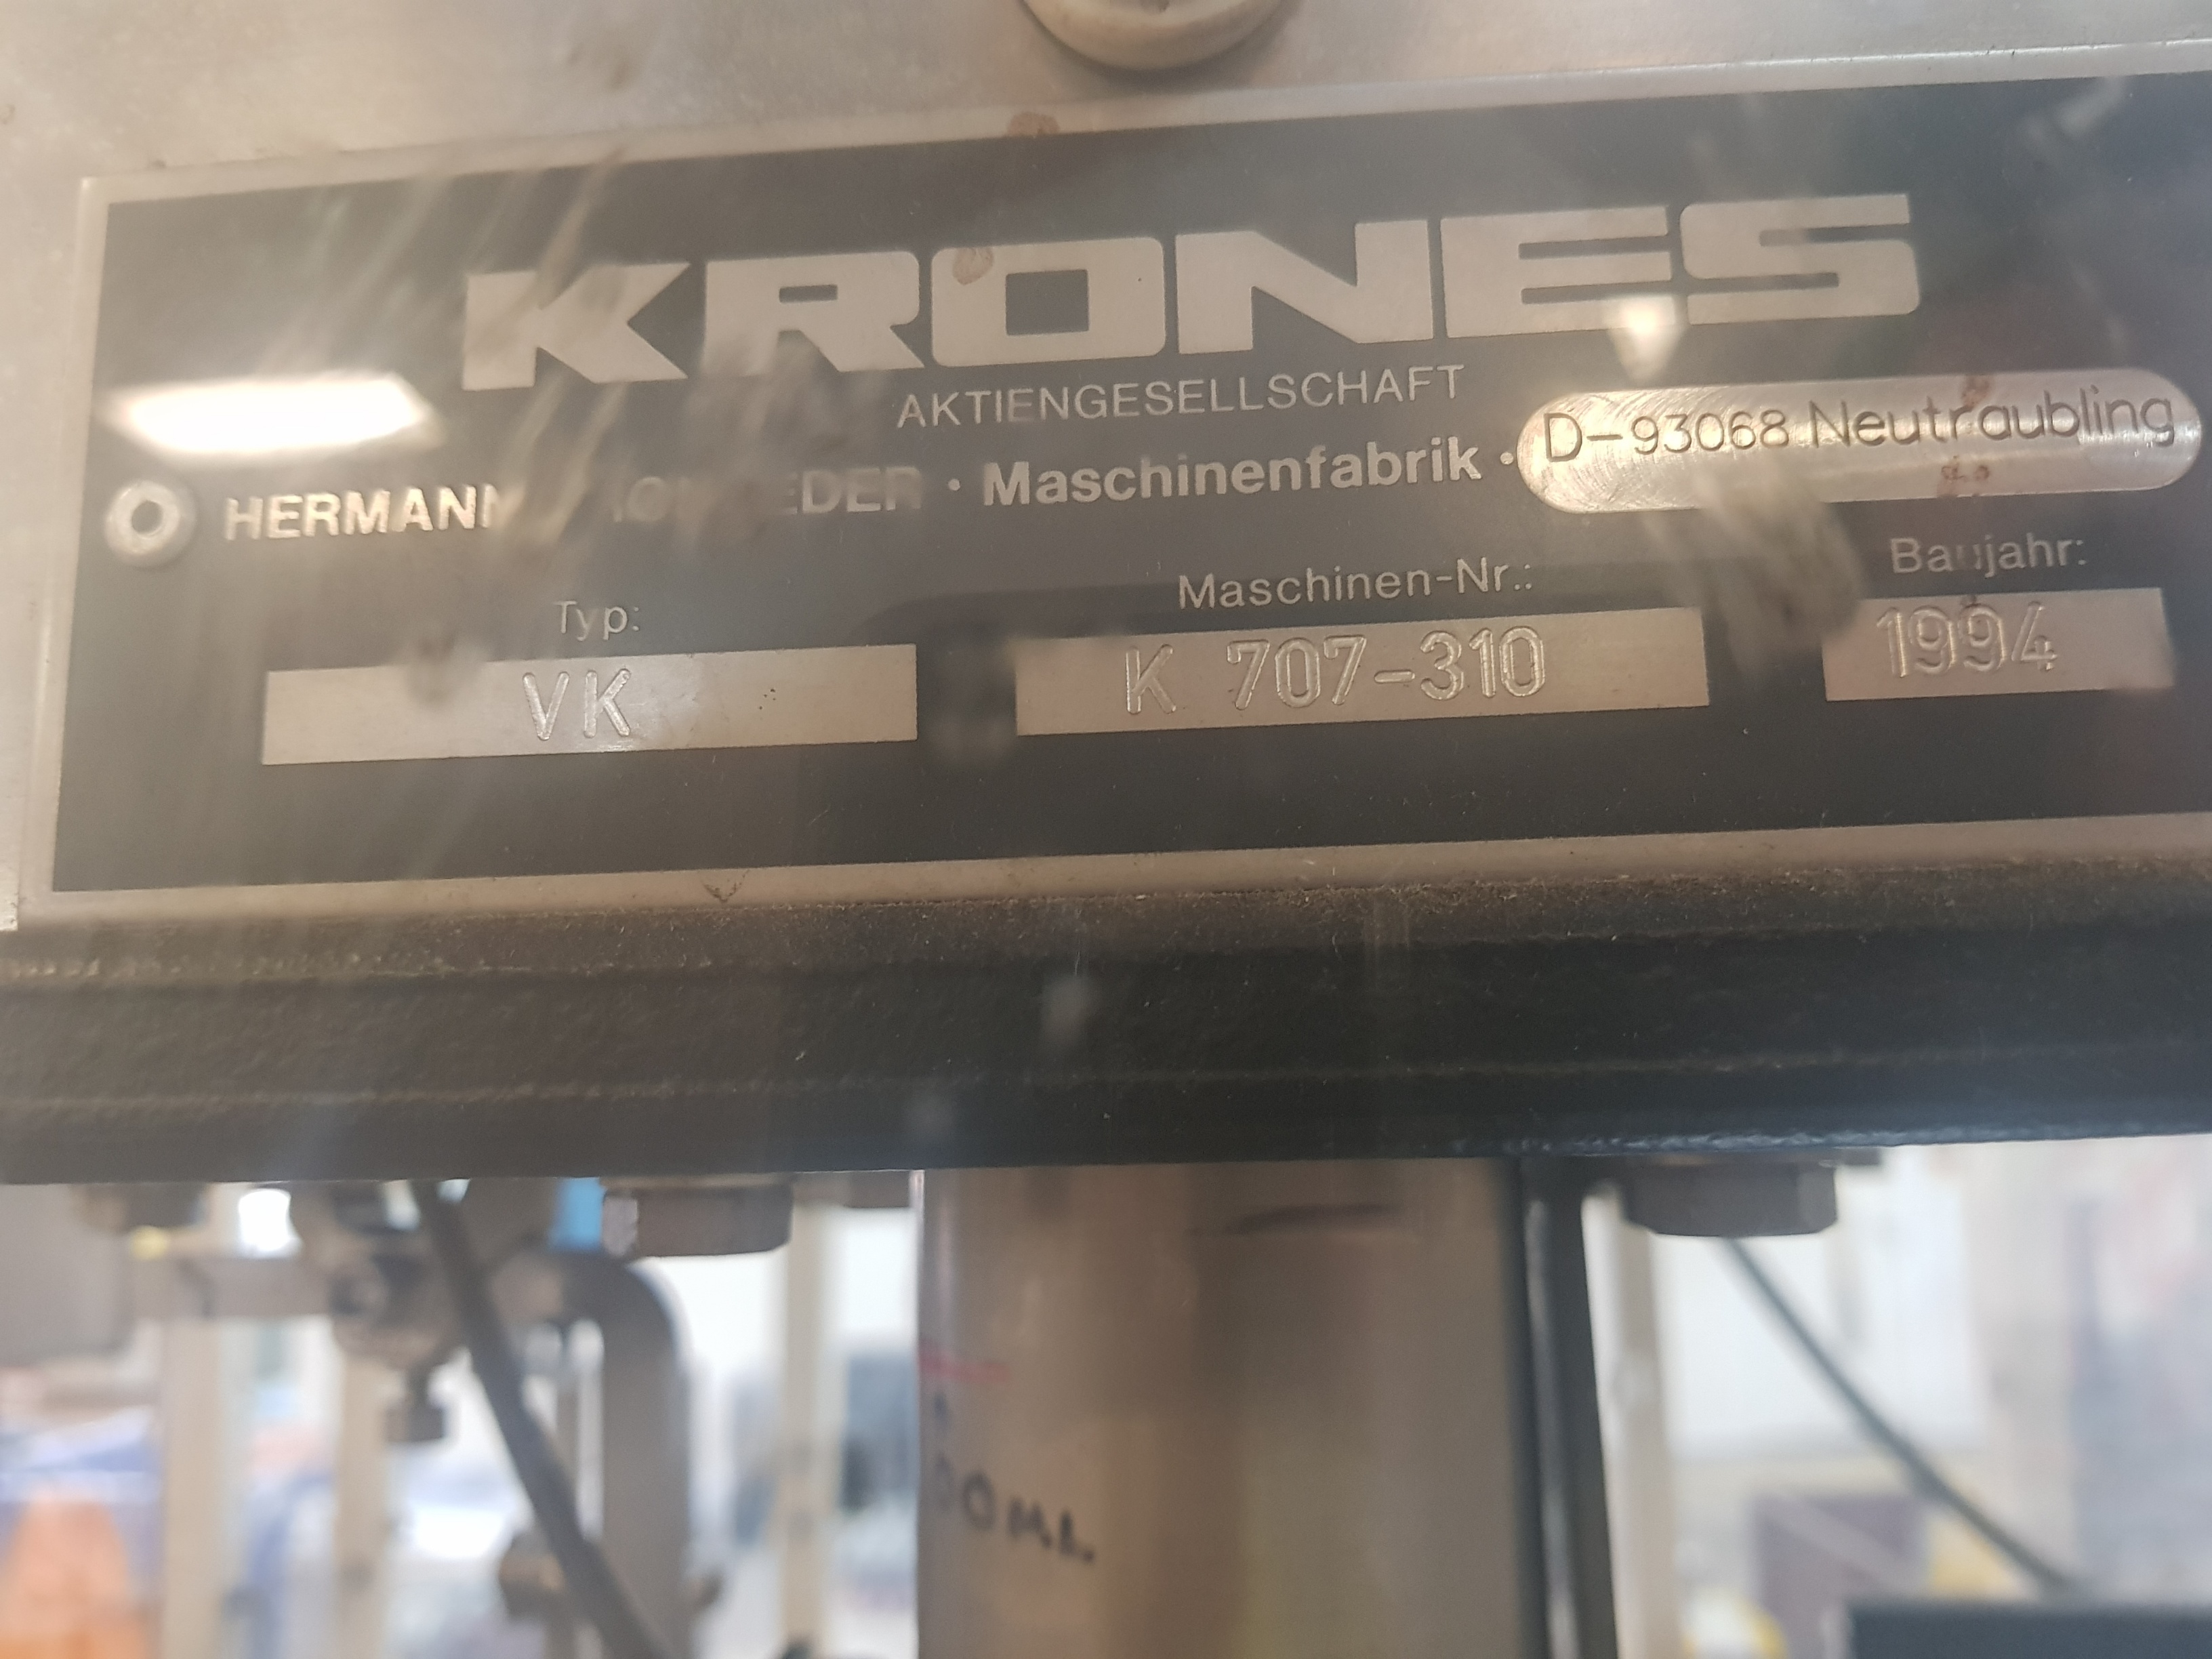 KRONES
AKTIENGESELLSCHAFT
HERMANN · Maschinenfabrik · D-93068 Neutraubling
Typ: Maschinen-Nr.: Baujahr:
VK K 707-310 1994